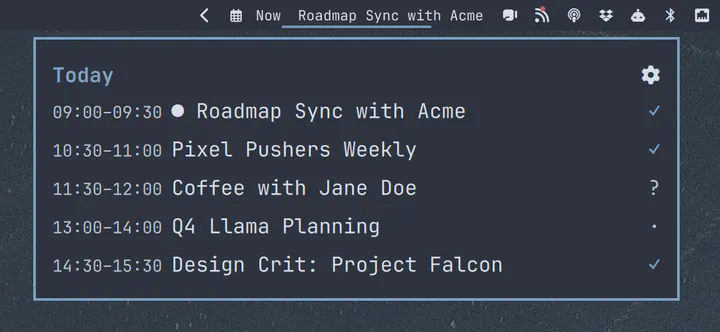 Now Roadmap Sync with Acme
Today
09:00–09:30 ● Roadmap Sync with Acme ✓
10:30–11:00 Pixel Pushers Weekly ✓
11:30–12:00 Coffee with Jane Doe ?
13:00–14:00 Q4 Llama Planning ·
14:30–15:30 Design Crit: Project Falcon ✓